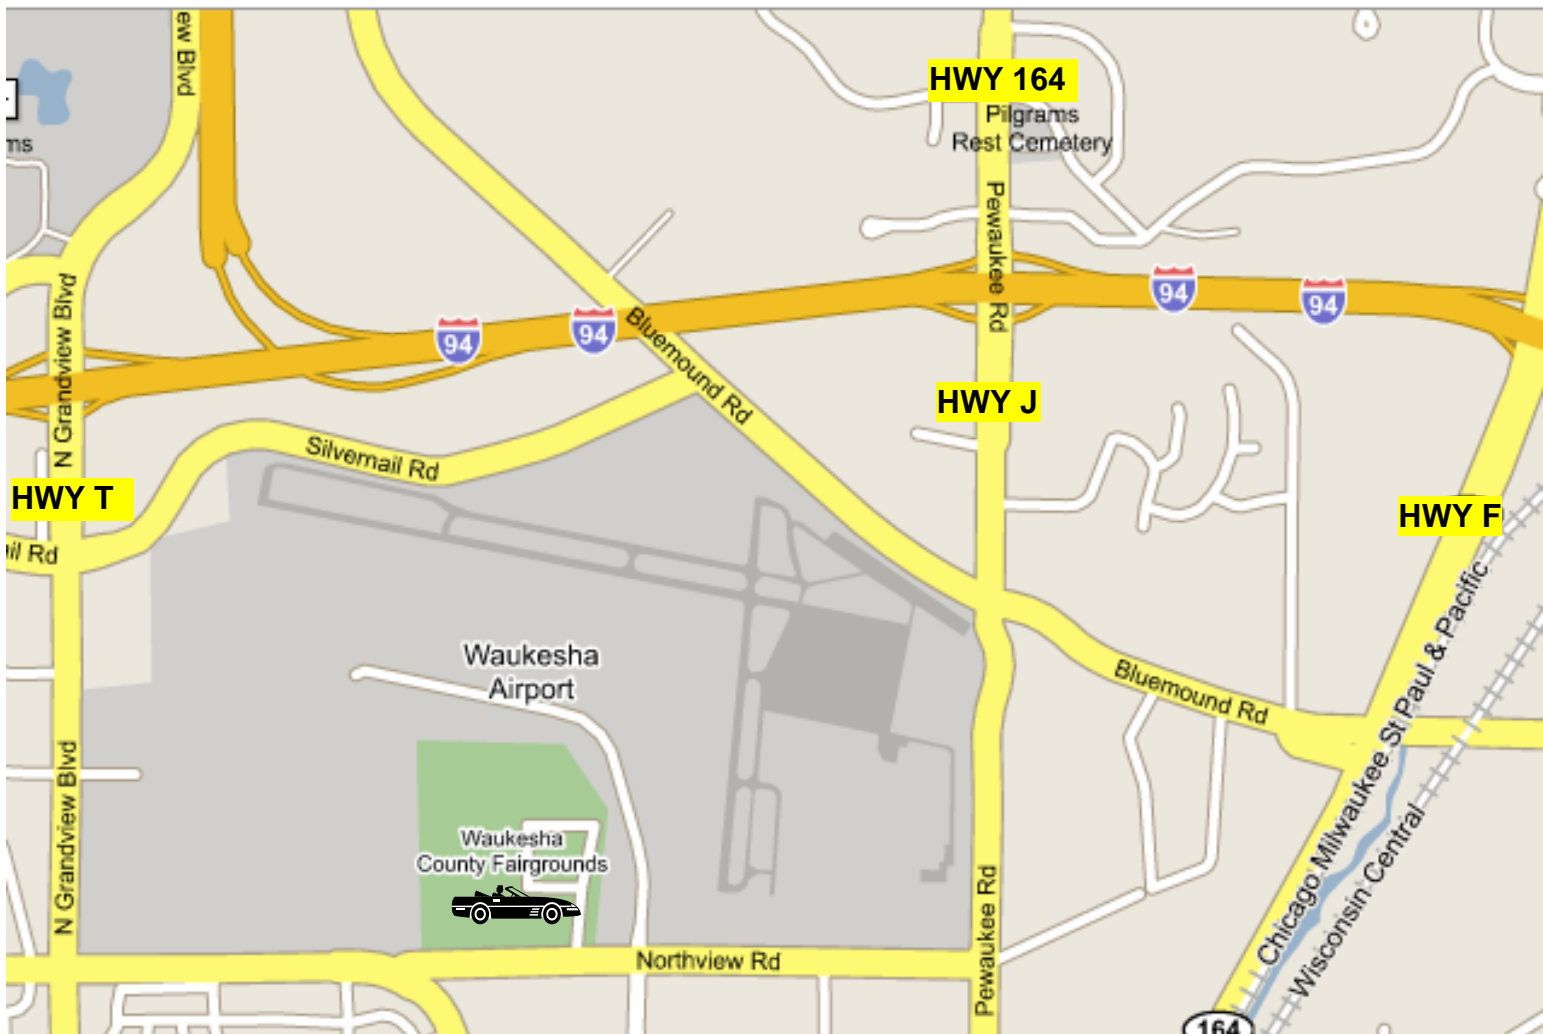 ew Blvd
HWY 164
Pilgrams
Rest Cemetery
ms
Pewaukee Rd
N Grandview Blvd
94
94
94
94
Bluemound Rd
HWY J
Silvernail Rd
HWY T
HWY F
il Rd
Waukesha
Airport
Bluemound Rd
Chicago Milwaukee St Paul & Pacific
N Grandview Blvd
Waukesha
County Fairgrounds
Wisconsin Central
Pewaukee Rd
Northview Rd
164